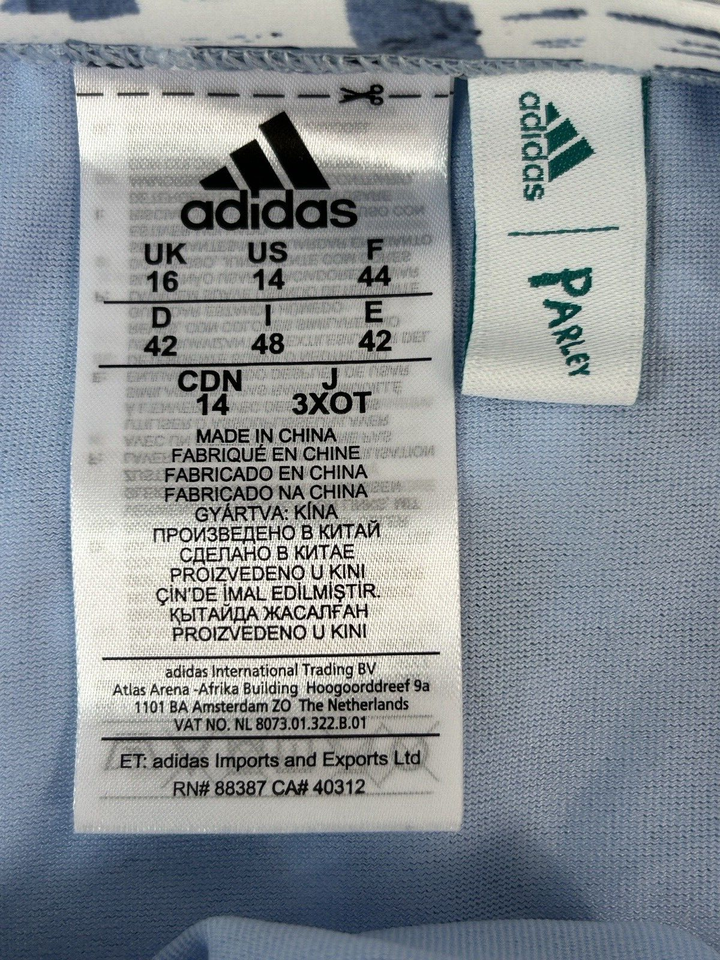 adidas
UK US F
16 14 44
D I E
42 48 42
CDN J
14 3XOT
MADE IN CHINA
FABRIQUÉ EN CHINE
FABRICADO EN CHINA
FABRICADO NA CHINA
GYÁRTVA: KÍNA
ПРОИЗВЕДЕНО В КИТАЙ
СДЕЛАНО В КИТАЕ
PROIZVEDENO U KINI
ÇİN'DE İMAL EDİLMİŞTİR.
ҚЫТАЙДА ЖАСАЛҒАН
PROIZVEDENO U KINI
adidas International Trading BV
Atlas Arena -Afrika Building Hoogoorddreef 9a
1101 BA Amsterdam ZO The Netherlands
VAT NO. NL 8073.01.322.B.01
ET: adidas Imports and Exports Ltd
RN# 88387 CA# 40312
adidas
PARLEY